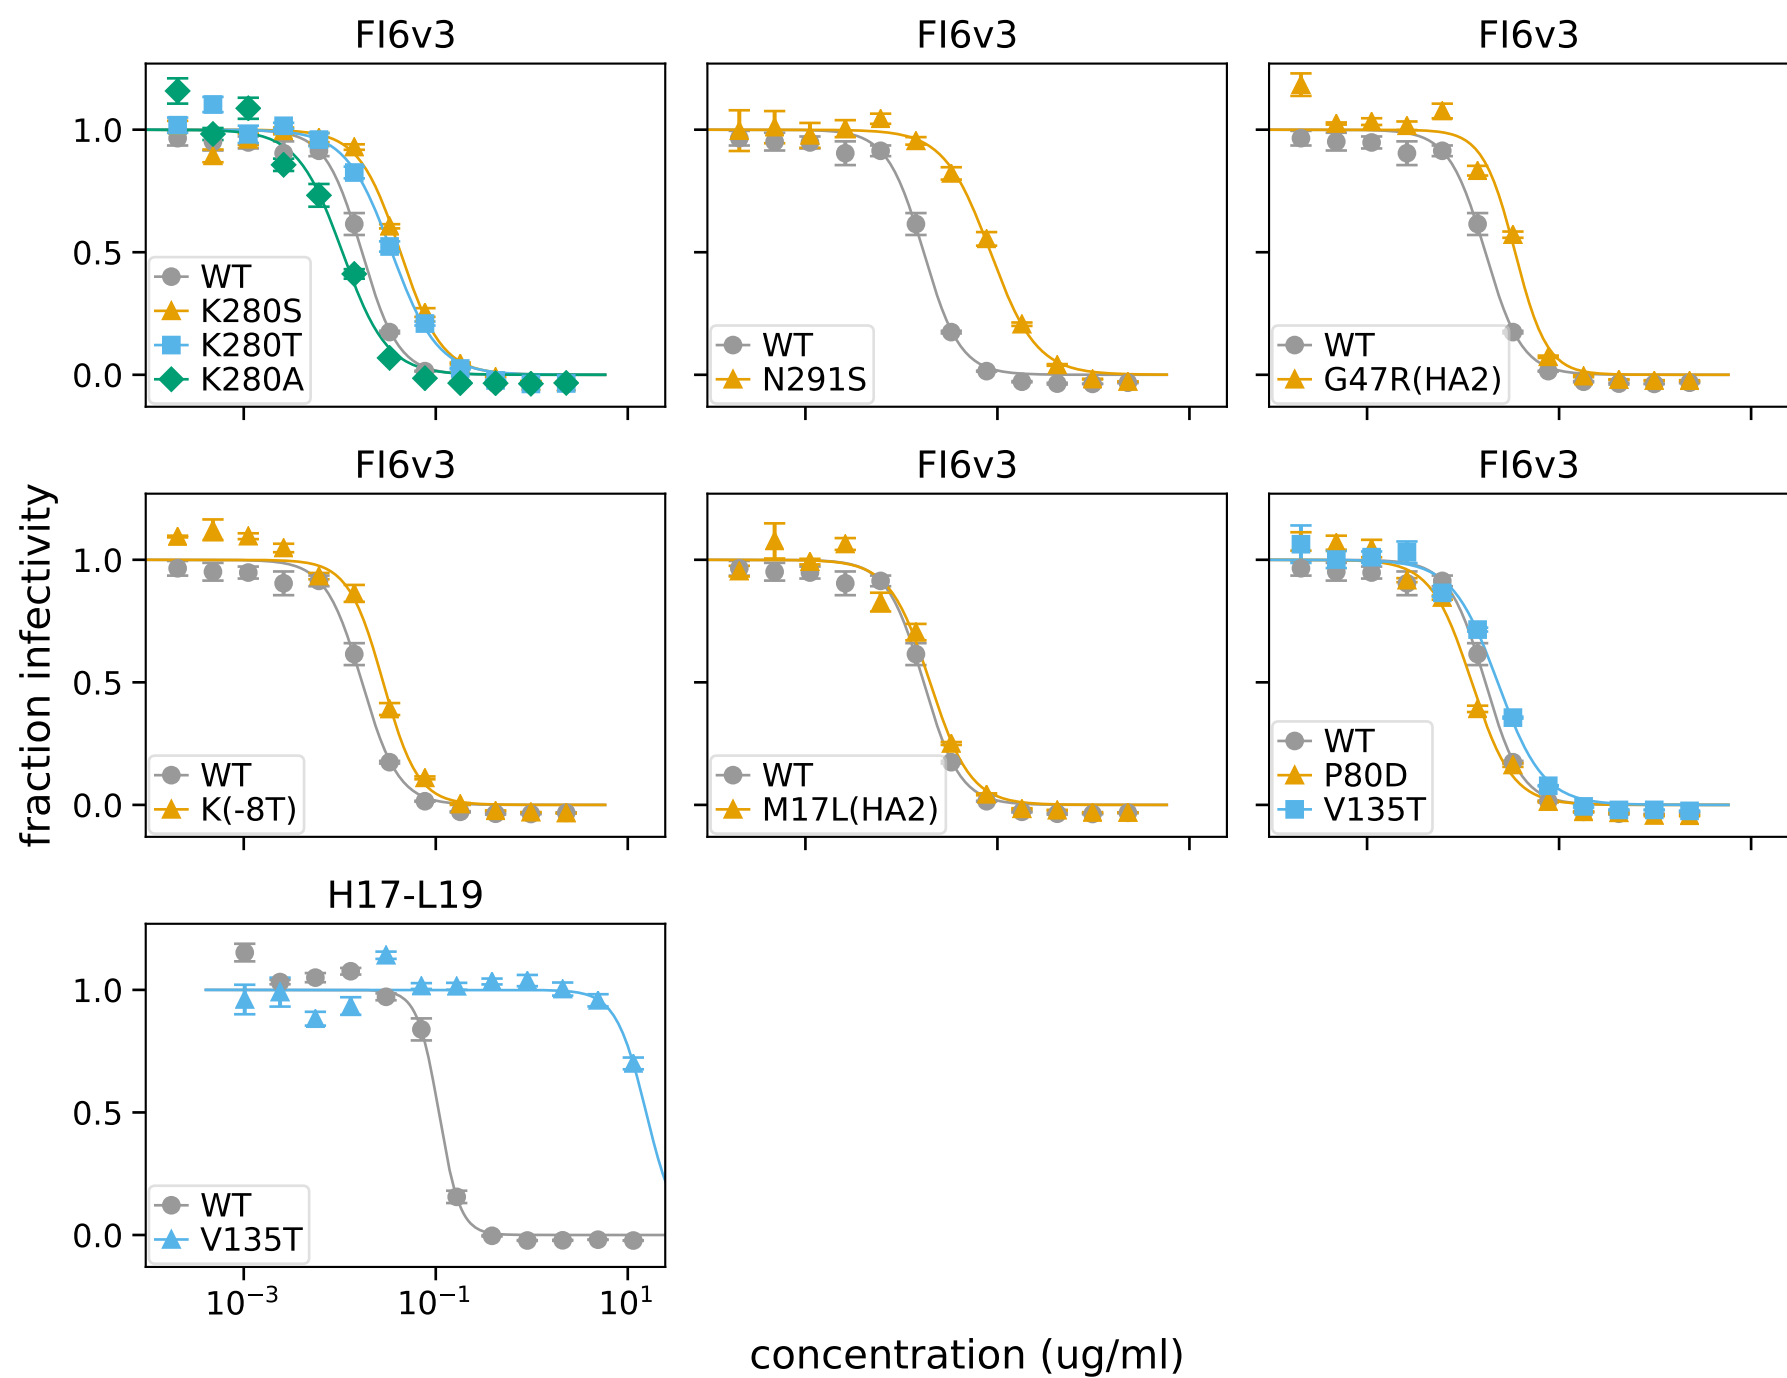 FI6v3
FI6v3
FI6v3
1.0
0.5
0.0
WT
K280S
K280T
K280A
WT
N291S
WT
G47R(HA2)
FI6v3
FI6v3
FI6v3
fraction infectivity
1.0
0.5
0.0
WT
K(-8T)
WT
M17L(HA2)
WT
P80D
V135T
H17-L19
1.0
0.5
0.0
WT
V135T
10⁻³ 10⁻¹ 10¹
concentration (ug/ml)